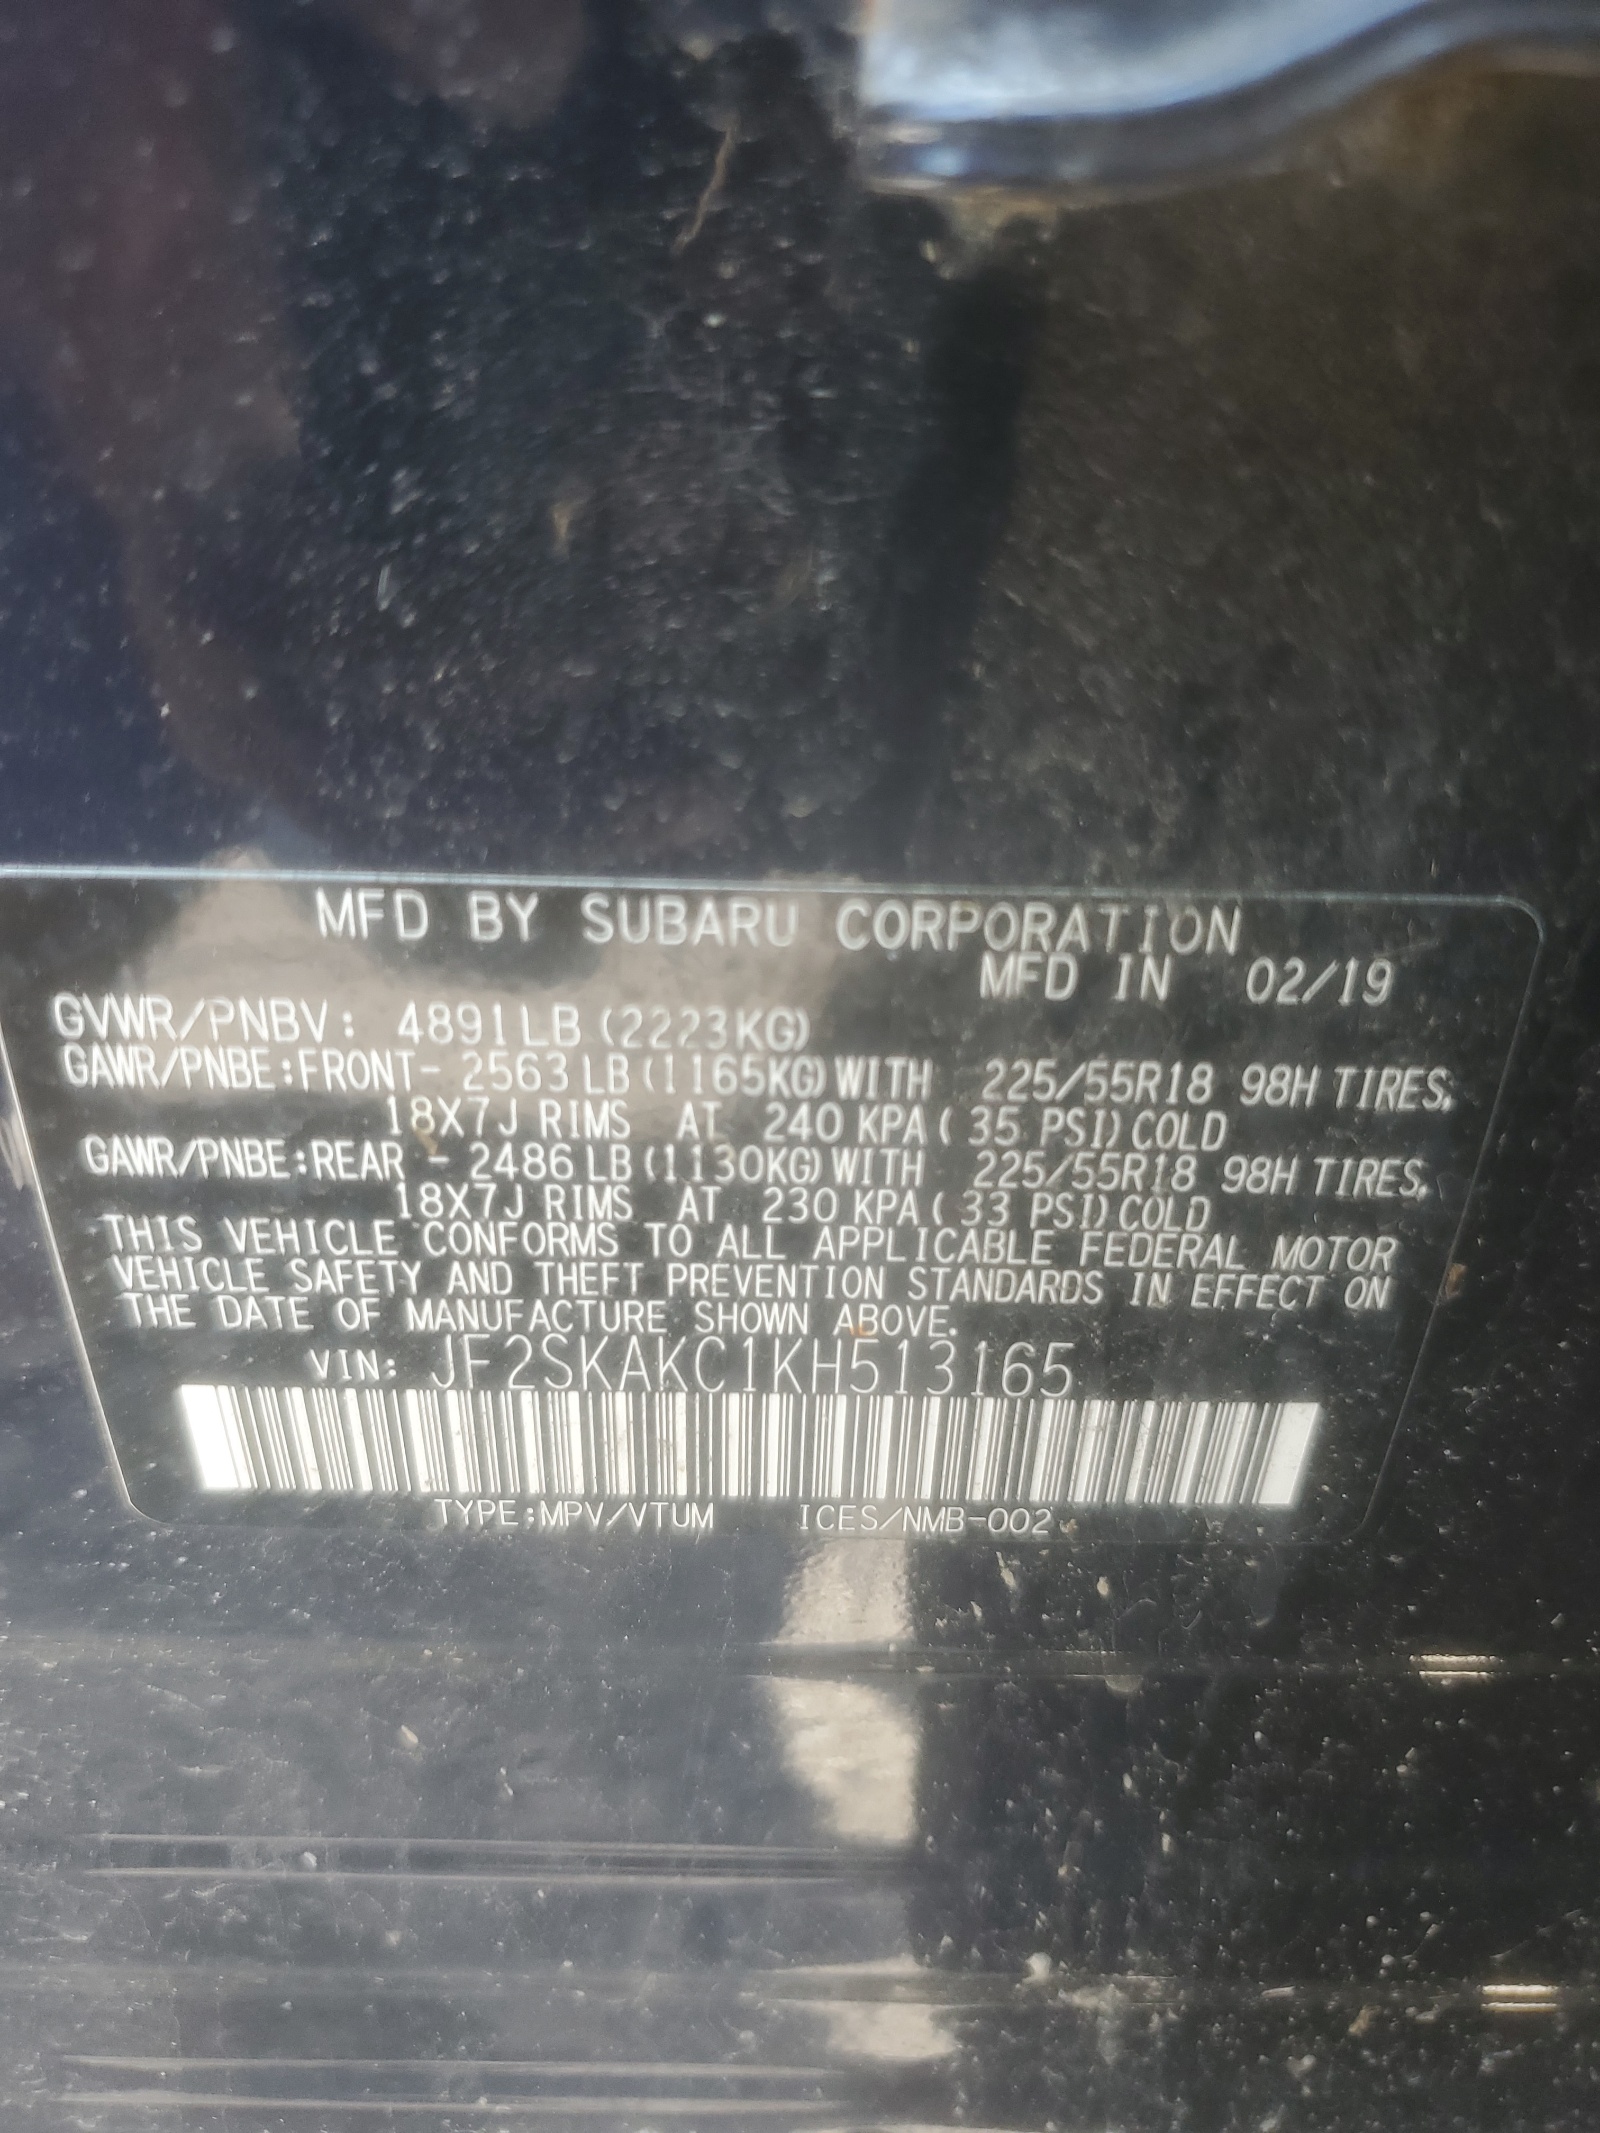 MFD BY SUBARU CORPORATION
MFD IN 02/19
GVWR/PNBV: 4891LB(2223KG)
GAWR/PNBE:FRONT- 2563LB(1165KG)WITH 225/55R18 98H TIRES,
18X7J RIMS AT 240 KPA( 35 PSI)COLD
GAWR/PNBE:REAR - 2486LB(1130KG)WITH 225/55R18 98H TIRES,
18X7J RIMS AT 230 KPA( 33 PSI)COLD
THIS VEHICLE CONFORMS TO ALL APPLICABLE FEDERAL MOTOR
VEHICLE SAFETY AND THEFT PREVENTION STANDARDS IN EFFECT ON
THE DATE OF MANUFACTURE SHOWN ABOVE.
VIN: JF2SKAKC1KH513165
TYPE:MPV/VTUM ICES/NMB-002